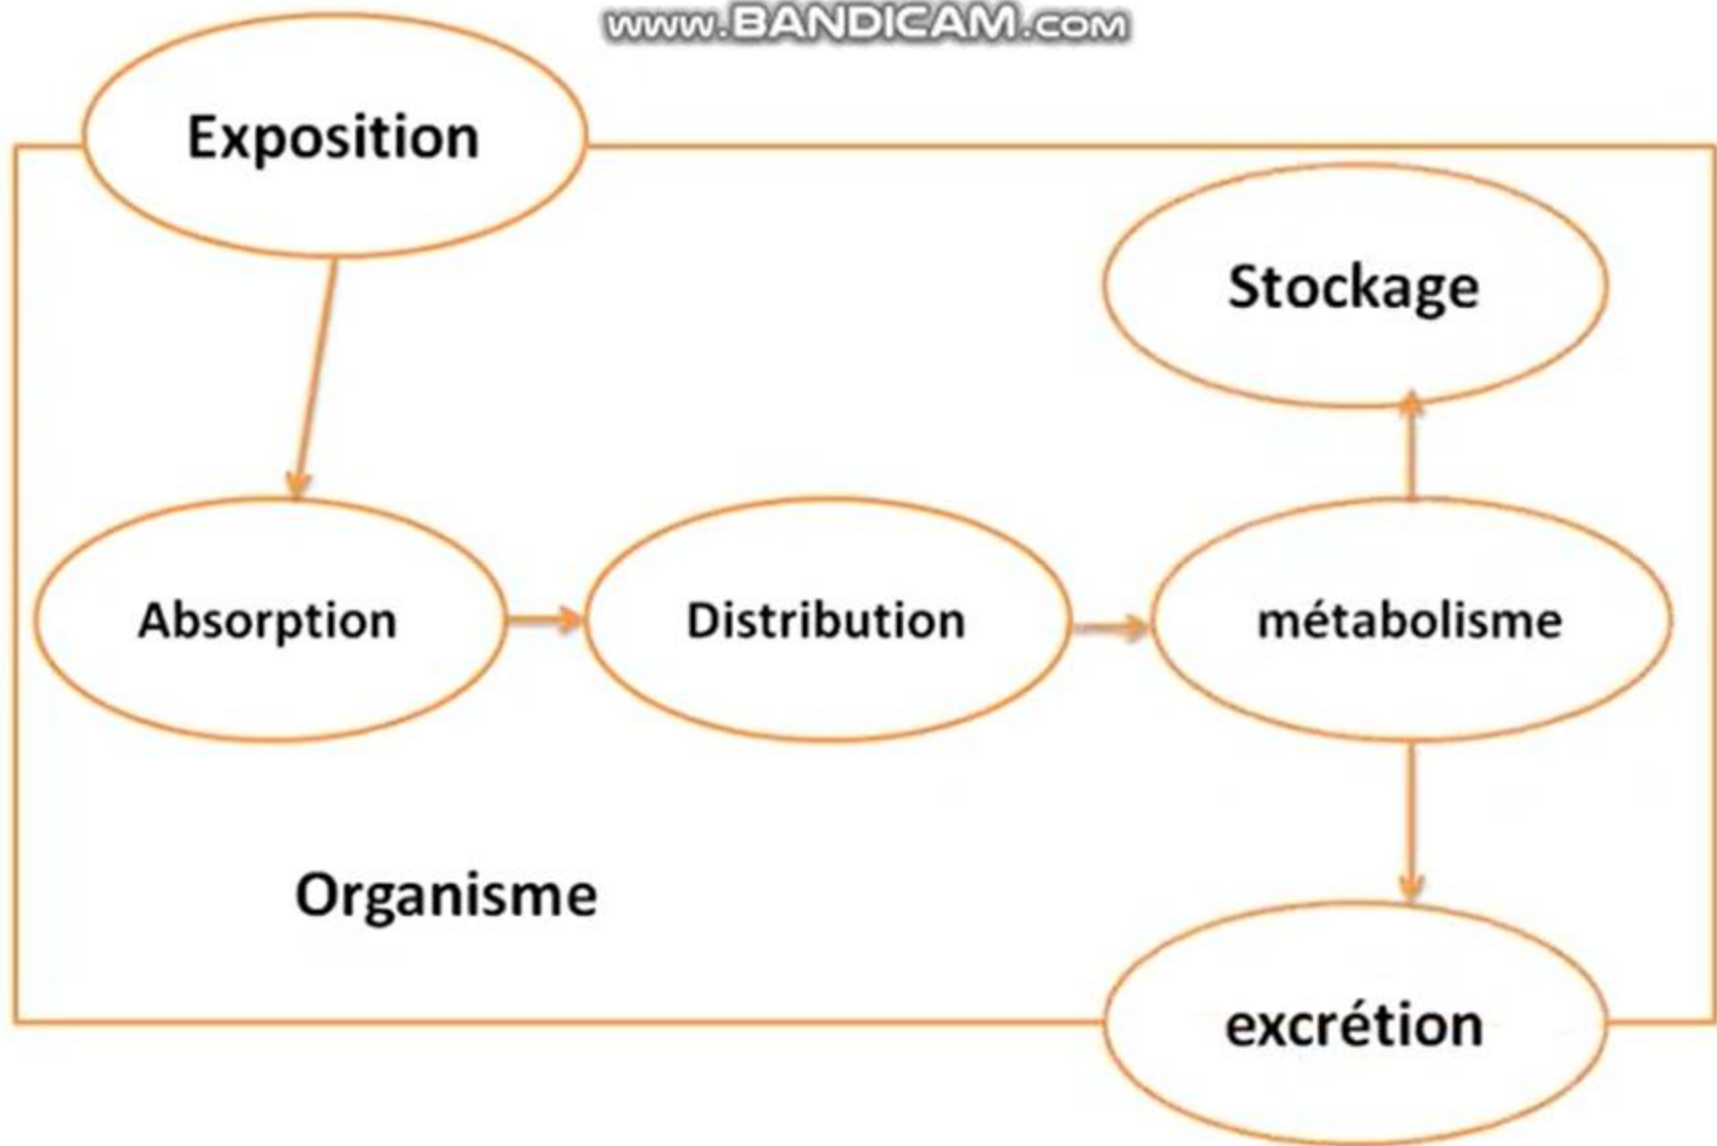 www.BANDICAM.com
Exposition
Stockage
Absorption
Distribution
métabolisme
Organisme
excrétion